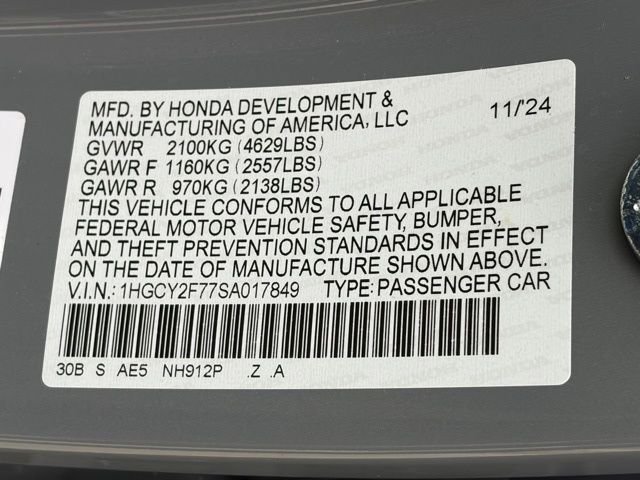 MFD. BY HONDA DEVELOPMENT & MANUFACTURING OF AMERICA, LLC 11/'24
GVWR 2100KG (4629LBS)
GAWR F 1160KG (2557LBS)
GAWR R 970KG (2138LBS)
THIS VEHICLE CONFORMS TO ALL APPLICABLE
FEDERAL MOTOR VEHICLE SAFETY, BUMPER,
AND THEFT PREVENTION STANDARDS IN EFFECT
ON THE DATE OF MANUFACTURE SHOWN ABOVE.
V.I.N.: 1HGCY2F77SA017849 TYPE: PASSENGER CAR
30B S AE5 NH912P .Z .A